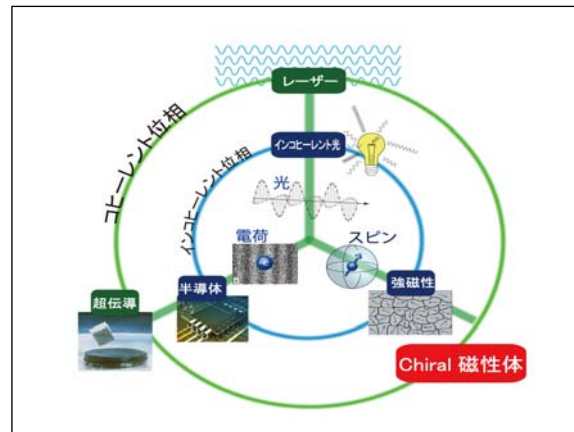 レーザー
コヒーレント位相
インコヒーレント光
インコヒーレント位相
光
電荷
スピン
半導体
強磁性
超伝導
Chiral 磁性体